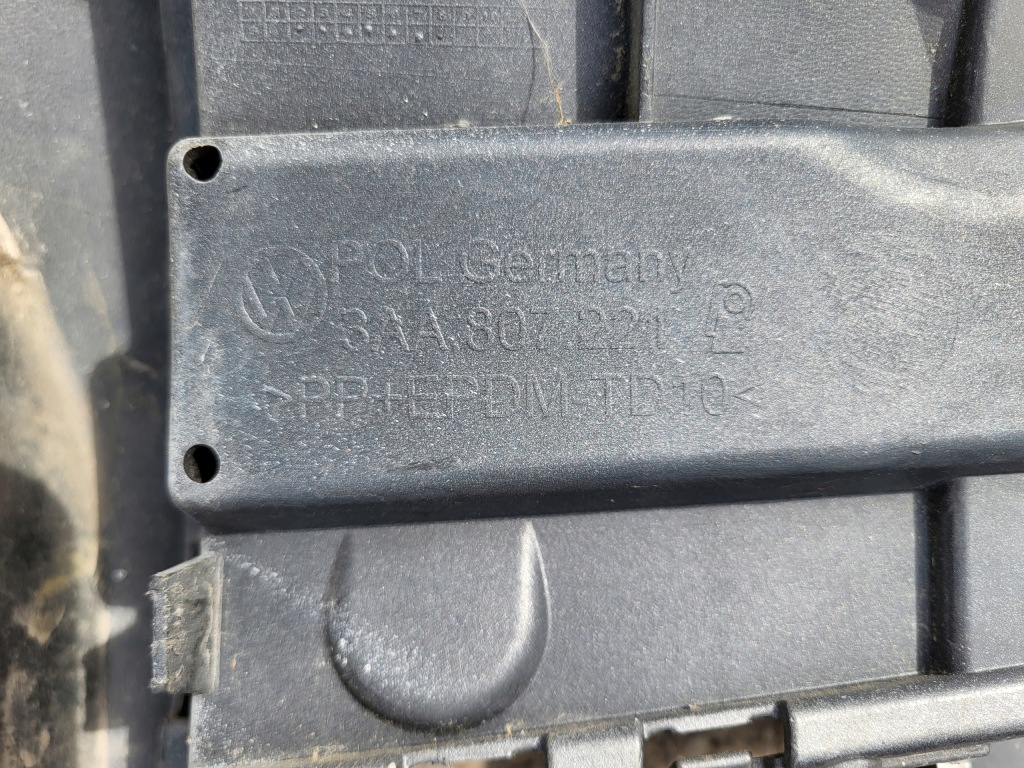 POL Germany
3AA 807 221
>PP+EPDM-TD10<